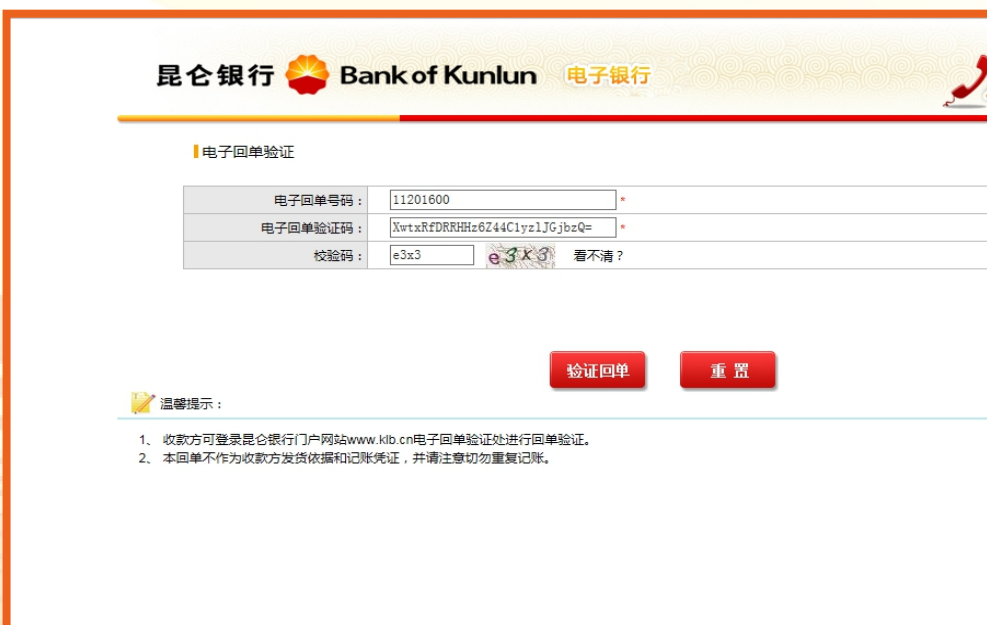 昆仑银行 Bank of Kunlun 电子银行
电子回单验证
电子回单号码： 11201600 *
电子回单验证码： XwtxRfDRRHHz6Z44C1yzlJGjbzQ= *
校验码： e3x3 e3x3 看不清？
验证回单 重 置
温馨提示：
1、 收款方可登录昆仑银行门户网站www.klb.cn电子回单验证处进行回单验证。
2、 本回单不作为收款方发货依据和记账凭证，并请注意切勿重复记账。